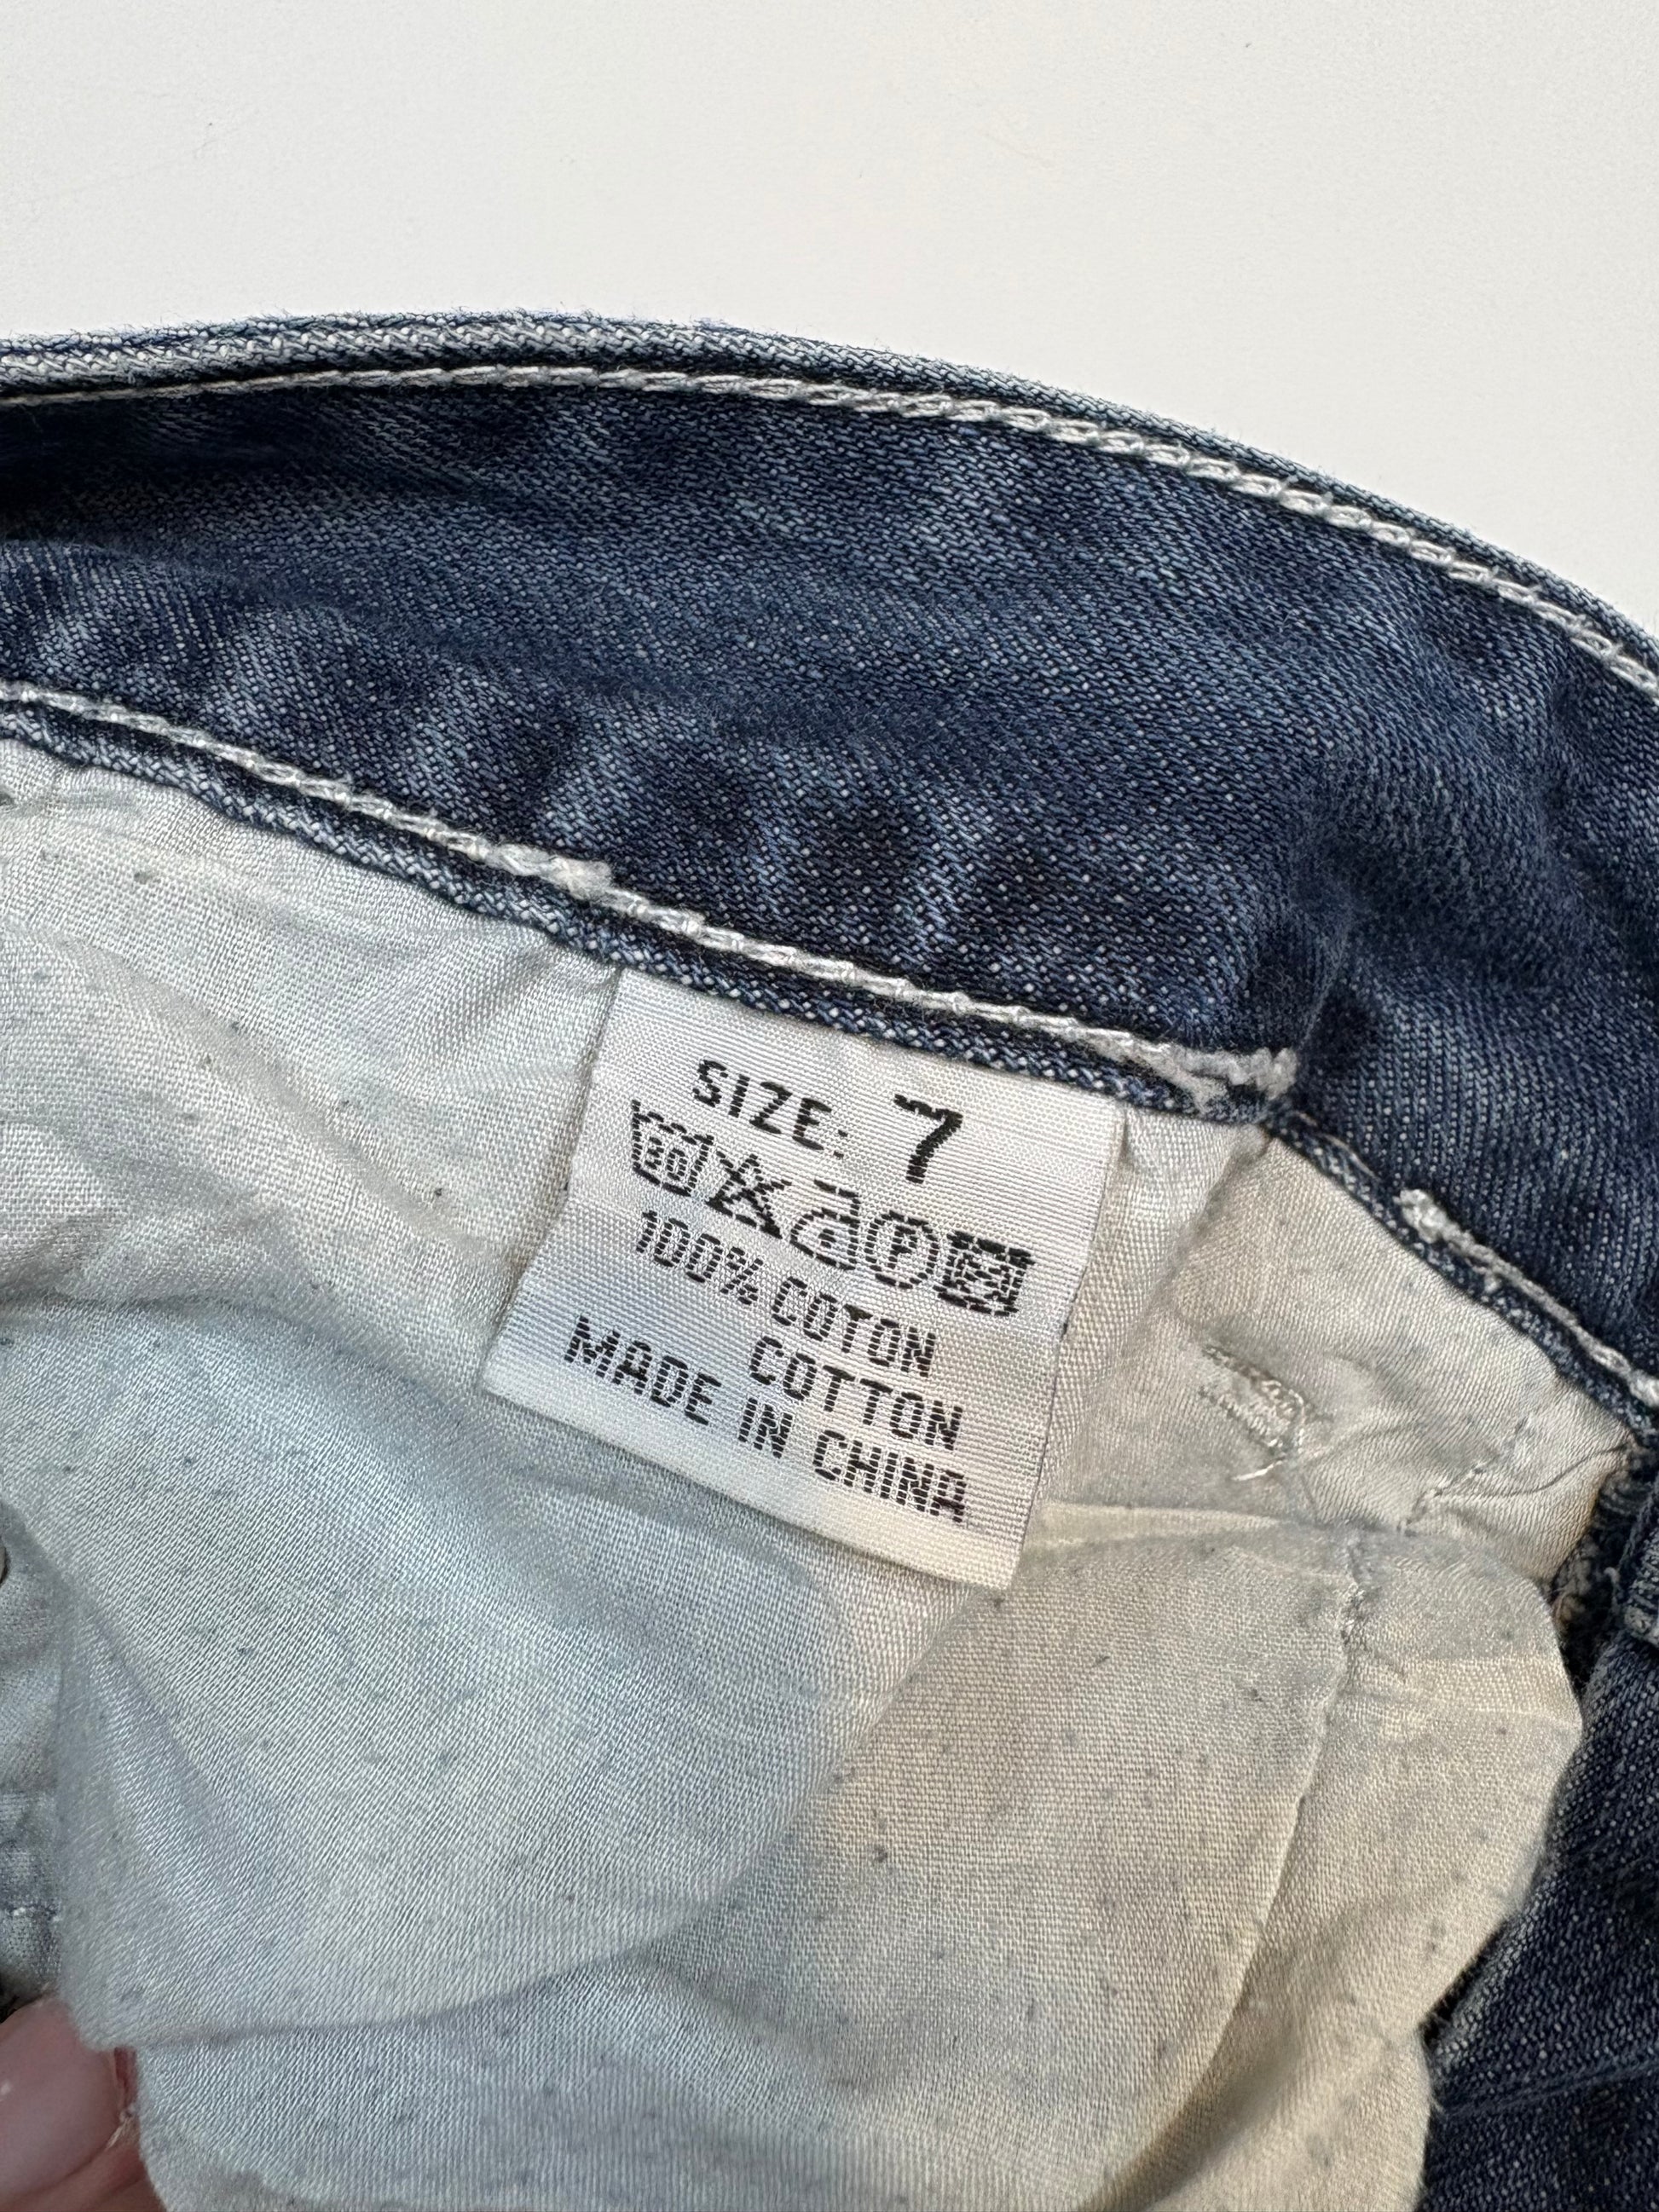 SIZE: 7
30 P
100% COTON
COTTON
MADE IN CHINA